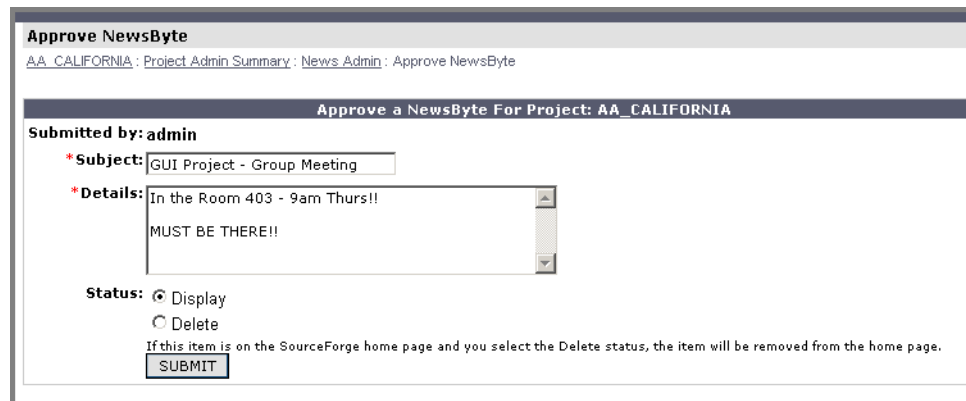 Approve NewsByte
AA_CALIFORNIA : Project Admin Summary : News Admin : Approve NewsByte
Approve a NewsByte For Project: AA_CALIFORNIA
Submitted by: admin
*Subject: GUI Project - Group Meeting
*Details: In the Room 403 - 9am Thurs!!
MUST BE THERE!!
Status: Display
Delete
If this item is on the SourceForge home page and you select the Delete status, the item will be removed from the home page.
SUBMIT